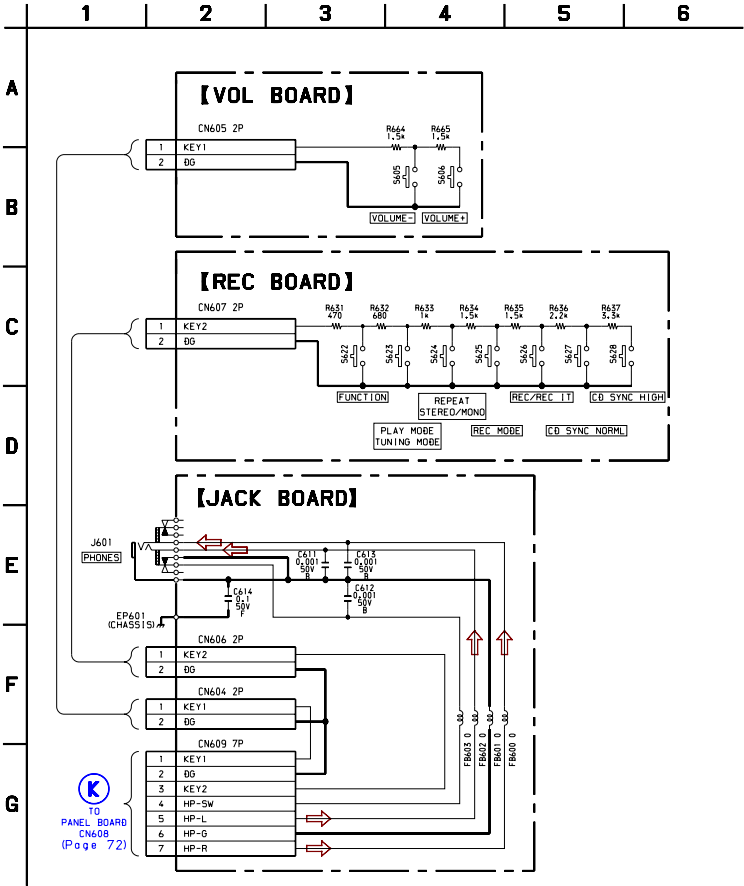 1 2 3 4 5 6
A
【VOL BOARD】
CN605 2P
R664 R665
1.5k 1.5k
1 KEY1
2 DG
B
S605 S606
VOLUME- VOLUME+
【REC BOARD】
CN607 2P
C
R631 R632 R633 R634 R635 R636 R637
470 680 1k 1.5k 1.5k 2.2k 3.3k
1 KEY2
2 DG
S622 S623 S624 S625 S626 S627 S628
FUNCTION REPEAT REC/REC IT CD SYNC HIGH
STEREO/MONO
D
PLAY MODE REC MODE CD SYNC NORML
TUNING MODE
【JACK BOARD】
E
J601
PHONES
C611 C613
0.001 0.001
50V 50V
B B
C614
0.1
50V
F
C612
0.001
50V
B
EP601
(CHASSIS)
F
CN606 2P
1 KEY2
2 DG
CN604 2P
1 KEY1
2 DG
FB603 0
FB602 0
FB601 0
FB600 0
G
CN609 7P
1 KEY1
2 DG
3 KEY2
4 HP-SW
5 HP-L
6 HP-G
7 HP-R
K
TO
PANEL BOARD
CN608
(Page 72)